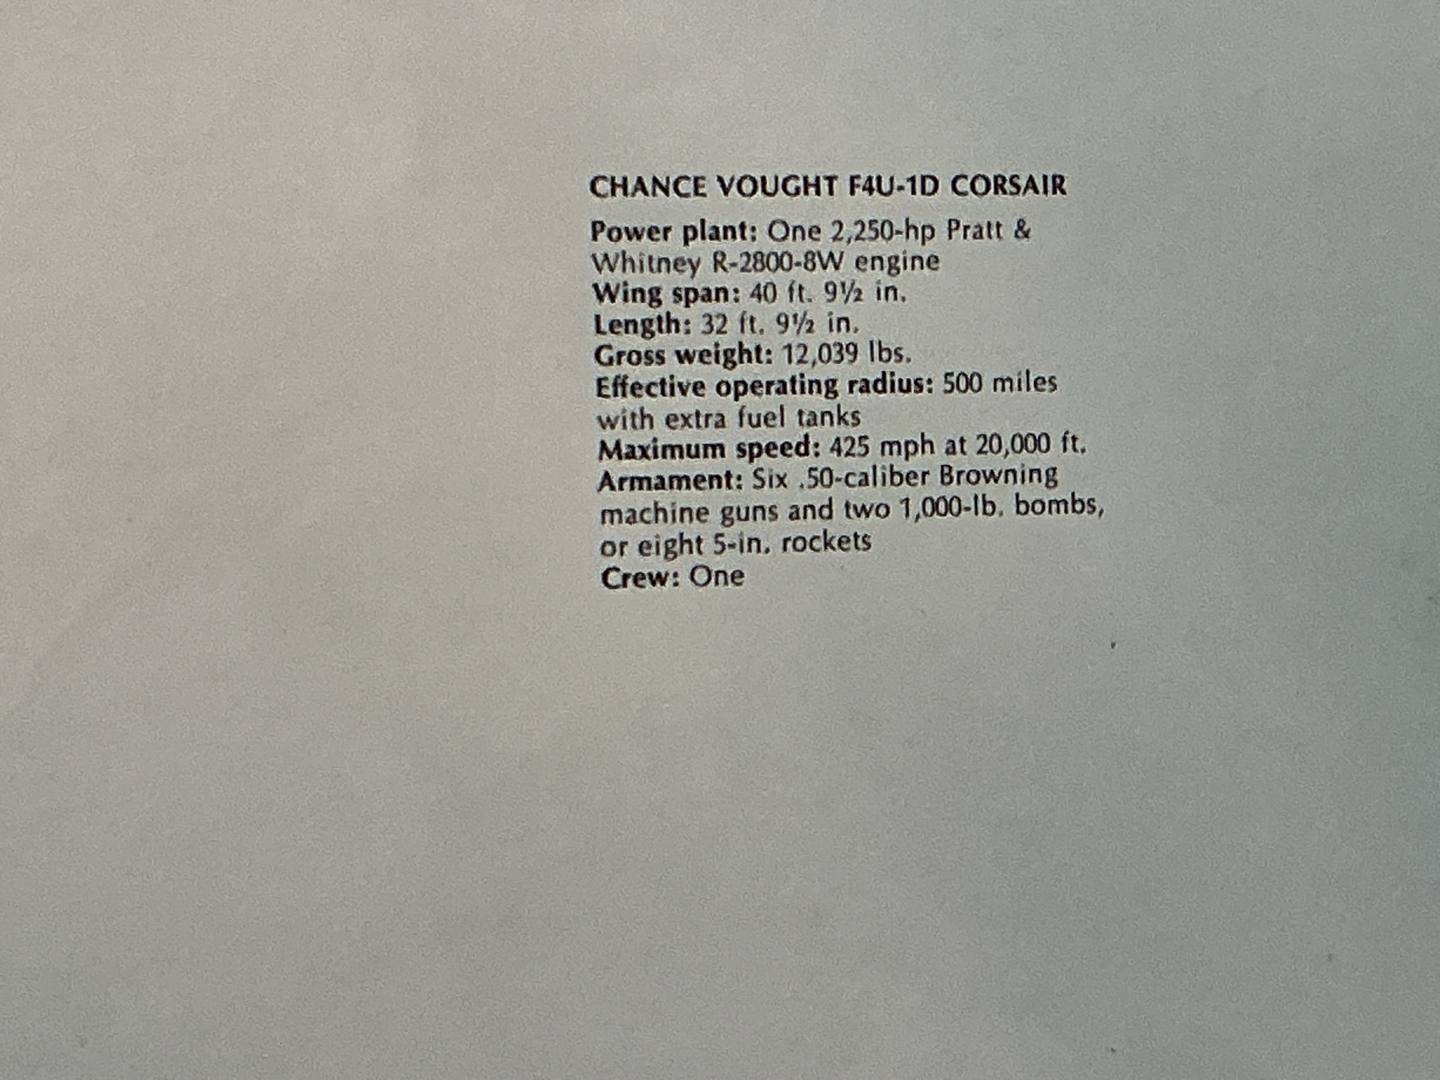 CHANCE VOUGHT F4U-1D CORSAIR
Power plant: One 2,250-hp Pratt &
Whitney R-2800-8W engine
Wing span: 40 ft. 9½ in.
Length: 32 ft. 9½ in.
Gross weight: 12,039 lbs.
Effective operating radius: 500 miles
with extra fuel tanks
Maximum speed: 425 mph at 20,000 ft.
Armament: Six .50-caliber Browning
machine guns and two 1,000-lb. bombs,
or eight 5-in. rockets
Crew: One